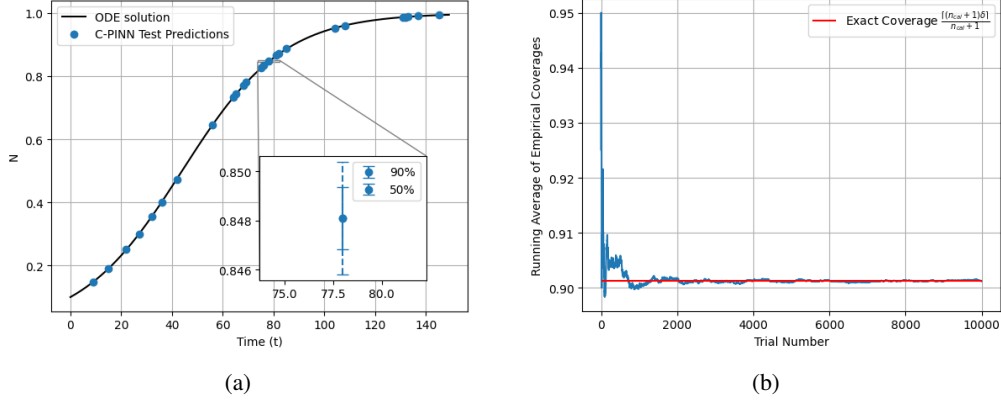 ODE solution
C-PINN Test Predictions
1.0
0.8
0.6
0.4
0.2
N
0.850
0.848
0.846
90%
50%
75.0 77.5 80.0
0 20 40 60 80 100 120 140
Time (t)
(a)
Exact Coverage ⌈(n_cal+1)δ⌉/(n_cal+1)
0.95
0.94
0.93
0.92
0.91
0.90
Running Average of Empirical Coverages
0 2000 4000 6000 8000 10000
Trial Number
(b)